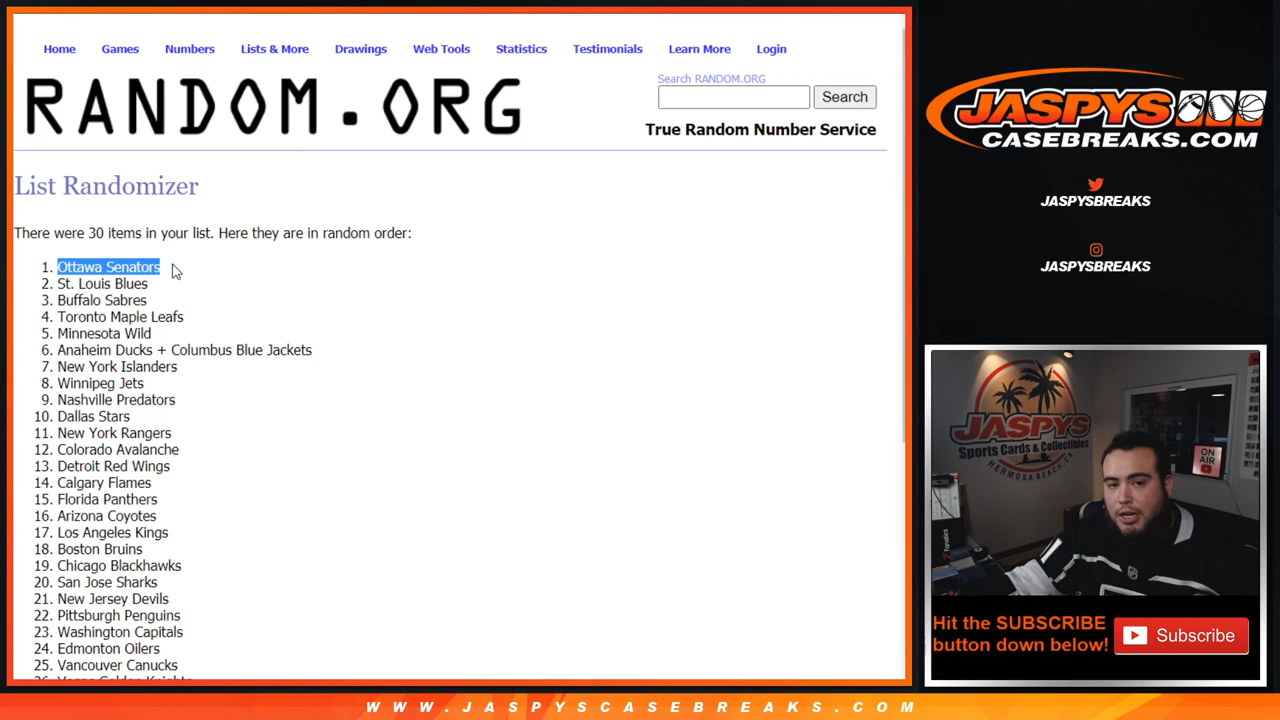 Home Games Numbers Lists & More Drawings Web Tools Statistics Testimonials Learn More Login
RANDOM.ORG
Search RANDOM.ORG
Search
True Random Number Service
List Randomizer
There were 30 items in your list. Here they are in random order:
1. Ottawa Senators
2. St. Louis Blues
3. Buffalo Sabres
4. Toronto Maple Leafs
5. Minnesota Wild
6. Anaheim Ducks + Columbus Blue Jackets
7. New York Islanders
8. Winnipeg Jets
9. Nashville Predators
10. Dallas Stars
11. New York Rangers
12. Colorado Avalanche
13. Detroit Red Wings
14. Calgary Flames
15. Florida Panthers
16. Arizona Coyotes
17. Los Angeles Kings
18. Boston Bruins
19. Chicago Blackhawks
20. San Jose Sharks
21. New Jersey Devils
22. Pittsburgh Penguins
23. Washington Capitals
24. Edmonton Oilers
25. Vancouver Canucks
26. Vegas Golden Knights
JASPYS
CASEBREAKS.COM
JASPYSBREAKS
JASPYSBREAKS
JASPYS
Sports Cards & Collectibles
HERMOSA BEACH, CA
ON
AIR
Fanatics
Hit the SUBSCRIBE
button down below!
Subscribe
WWW.JASPYSCASEBREAKS.COM